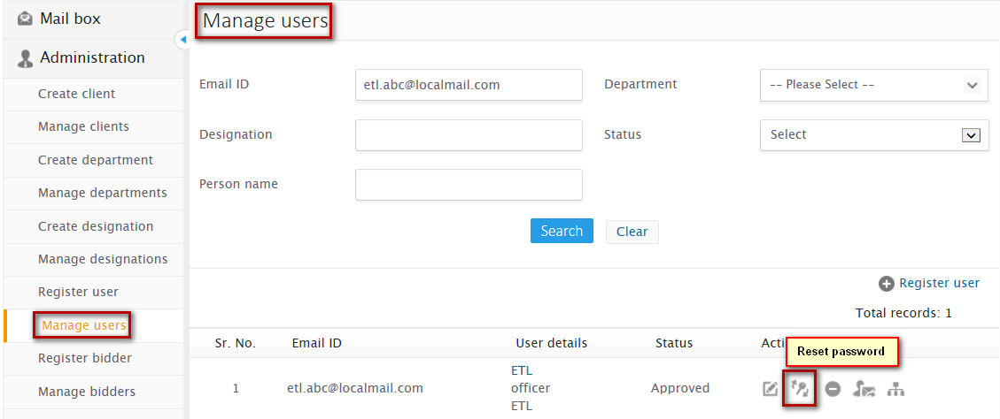 Mail box
Administration
Create client
Manage clients
Create department
Manage departments
Create designation
Manage designations
Register user
Manage users
Register bidder
Manage bidders
Manage users
Email ID
etl.abc@localmail.com
Department
-- Please Select --
Designation
Status
Select
Person name
Search
Clear
Register user
Total records: 1
Sr. No.
Email ID
User details
Status
Acti
Reset password
1
etl.abc@localmail.com
ETL
officer
ETL
Approved